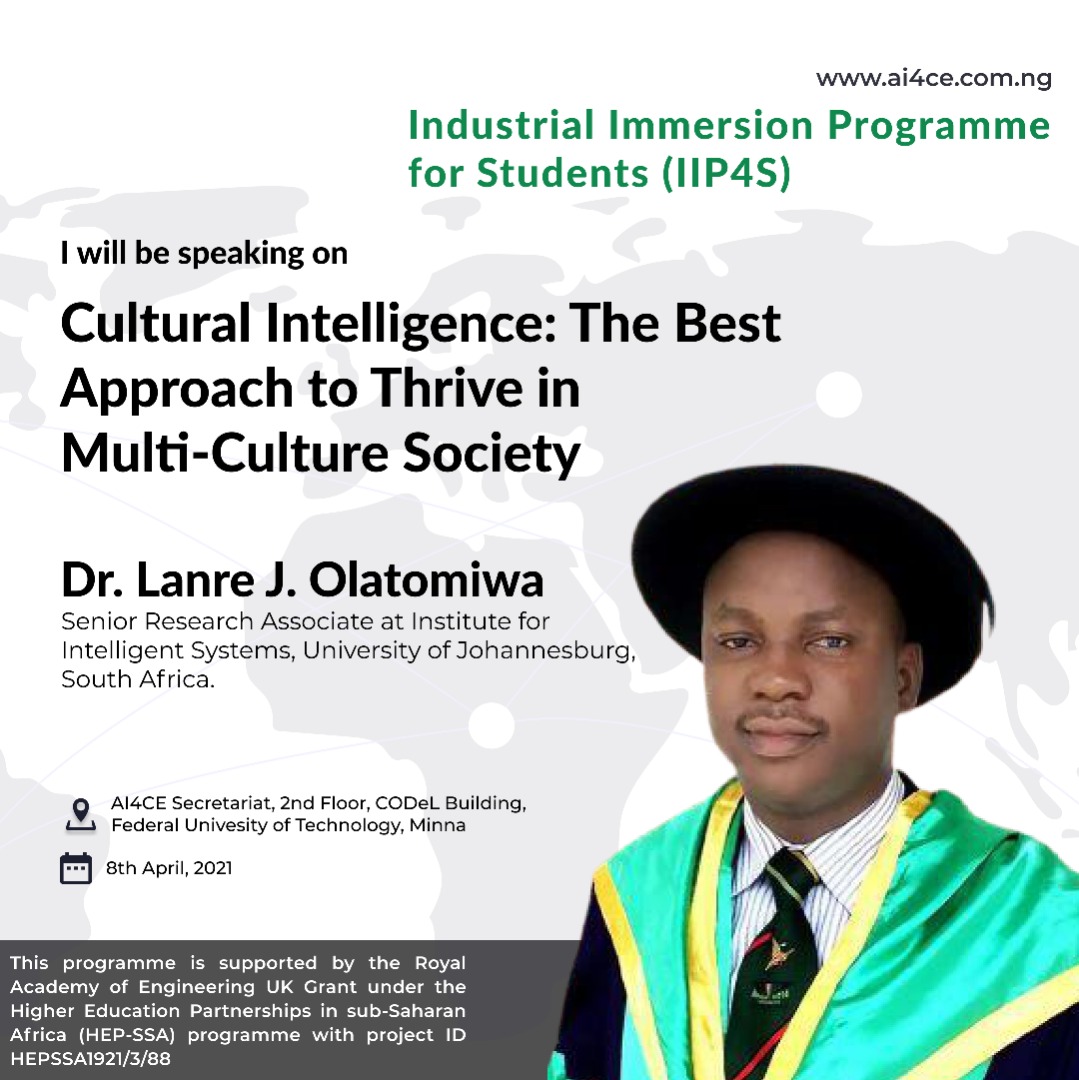 www.ai4ce.com.ng
Industrial Immersion Programme
for Students (IIP4S)
I will be speaking on
Cultural Intelligence: The Best
Approach to Thrive in
Multi-Culture Society
Dr. Lanre J. Olatomiwa
Senior Research Associate at Institute for
Intelligent Systems, University of Johannesburg,
South Africa.
AI4CE Secretariat, 2nd Floor, CODeL Building,
Federal Univesity of Technology, Minna
8th April, 2021
This programme is supported by the Royal
Academy of Engineering UK Grant under the
Higher Education Partnerships in sub-Saharan
Africa (HEP-SSA) programme with project ID
HEPSSA1921/3/88